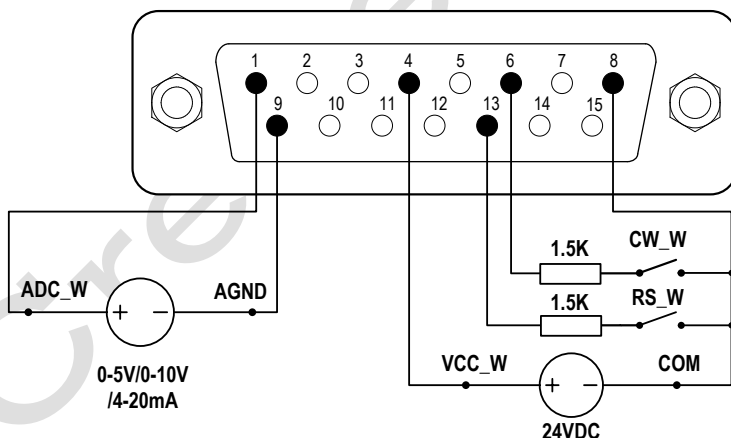 1 2 3 4 5 6 7 8
9 10 11 12 13 14 15
1.5K CW_W
ADC_W AGND
1.5K RS_W
VCC_W COM
0-5V/0-10V
/4-20mA
24VDC